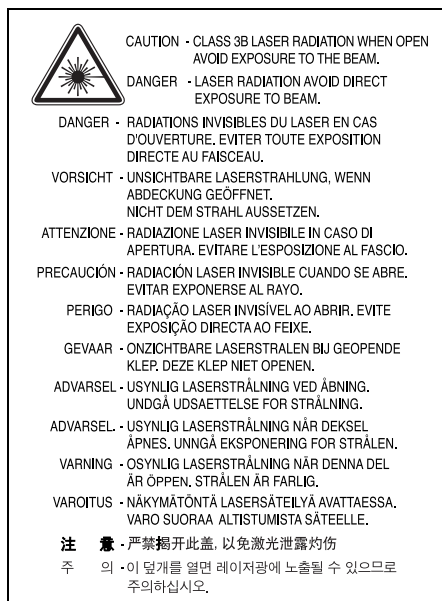 CAUTION - CLASS 3B LASER RADIATION WHEN OPEN
AVOID EXPOSURE TO THE BEAM.
DANGER - LASER RADIATION AVOID DIRECT
EXPOSURE TO BEAM.
DANGER - RADIATIONS INVISIBLES DU LASER EN CAS
D'OUVERTURE. EVITER TOUTE EXPOSITION
DIRECTE AU FAISCEAU.
VORSICHT - UNSICHTBARE LASERSTRAHLUNG, WENN
ABDECKUNG GEÖFFNET.
NICHT DEM STRAHL AUSSETZEN.
ATTENZIONE - RADIAZIONE LASER INVISIBILE IN CASO DI
APERTURA. EVITARE L'ESPOSIZIONE AL FASCIO.
PRECAUCIÓN - RADIACIÓN LASER INVISIBLE CUANDO SE ABRE.
EVITAR EXPONERSE AL RAYO.
PERIGO - RADIAÇÃO LASER INVISÍVEL AO ABRIR. EVITE
EXPOSIÇÃO DIRECTA AO FEIXE.
GEVAAR - ONZICHTBARE LASERSTRALEN BIJ GEOPENDE
KLEP. DEZE KLEP NIET OPENEN.
ADVARSEL - USYNLIG LASERSTRÅLNING VED ÅBNING.
UNDGÅ UDSAETTELSE FOR STRÅLNING.
ADVARSEL. - USYNLIG LASERSTRÅLNING NÅR DEKSEL
ÅPNES. UNNGÅ EKSPONERING FOR STRÅLEN.
VARNING - OSYNLIG LASERSTRÅLNING NÄR DENNA DEL
ÄR ÖPPEN. STRÅLEN ÄR FARLIG.
VAROITUS - NÄKYMÄTÖNTÄ LASERSÄTEILYÄ AVATTAESSA.
VARO SUORAA ALTISTUMISTA SÄTEELLE.
注 意 - 严禁揭开此盖, 以免激光泄露灼伤
주 의 - 이 덮개를 열면 레이저광에 노출될 수 있으므로
주의하십시오.